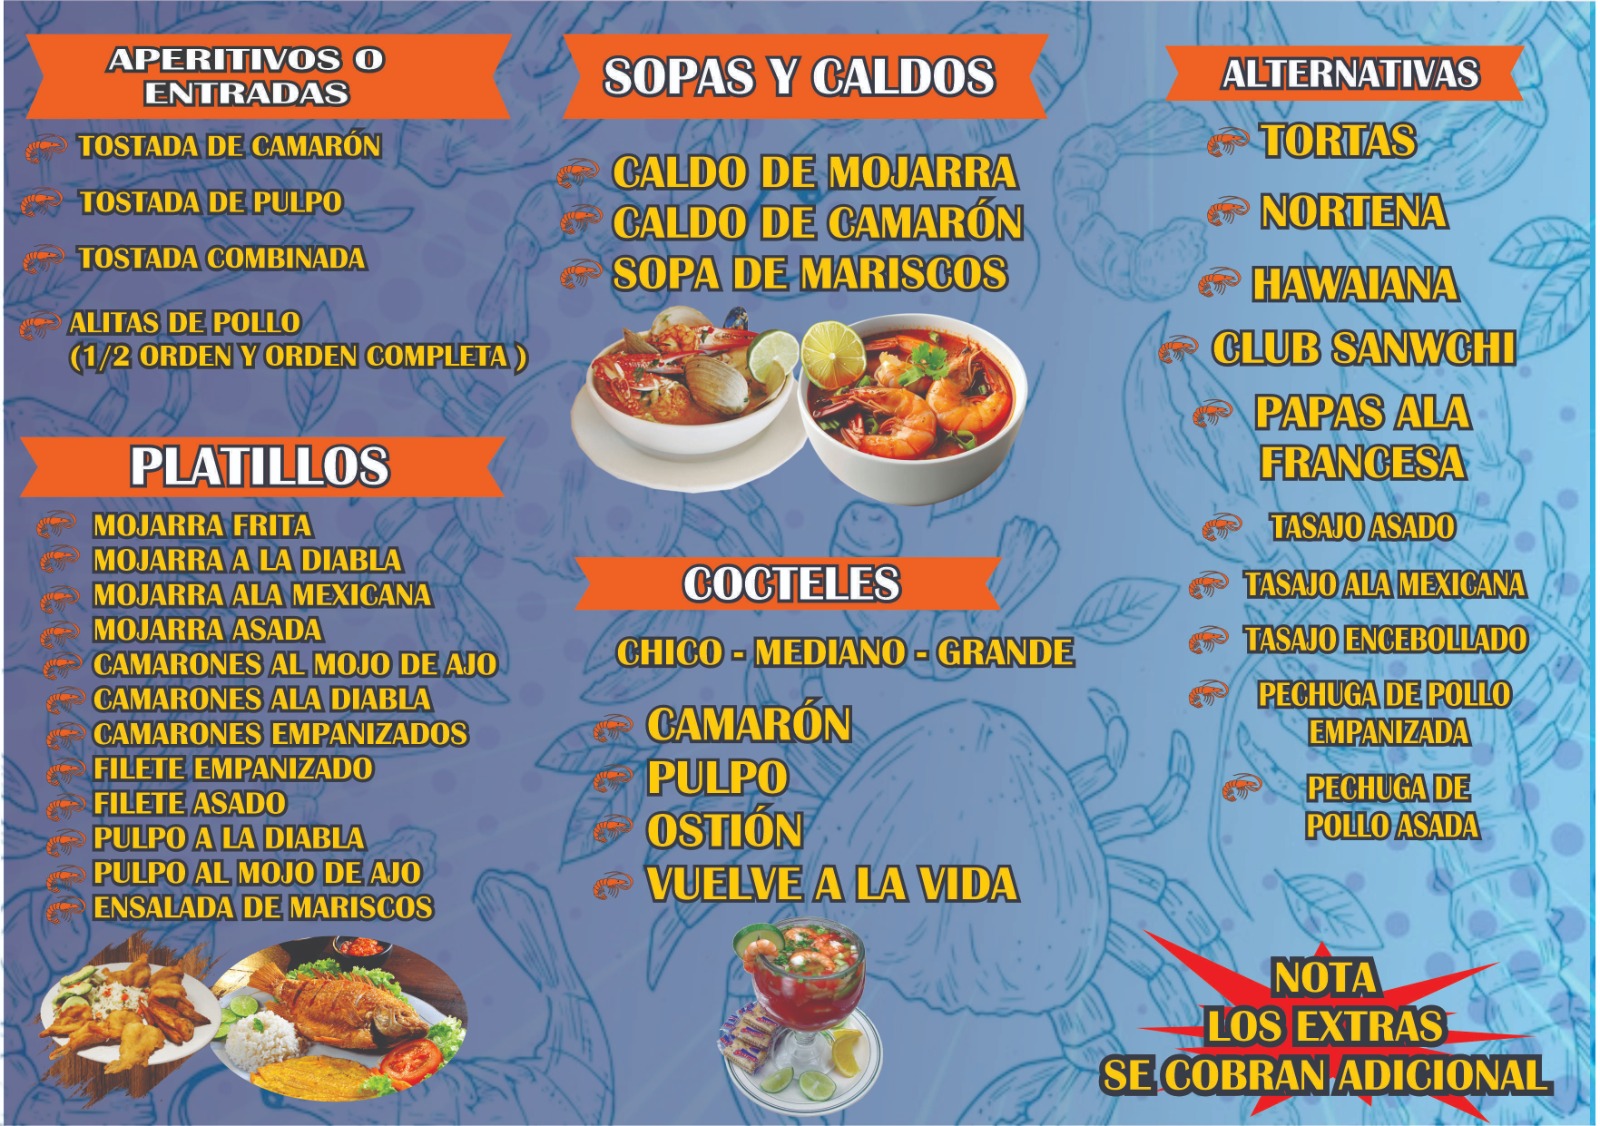 APERITIVOS O
ENTRADAS
TOSTADA DE CAMARÓN
TOSTADA DE PULPO
TOSTADA COMBINADA
ALITAS DE POLLO
(1/2 ORDEN Y ORDEN COMPLETA )
PLATILLOS
MOJARRA FRITA
MOJARRA A LA DIABLA
MOJARRA ALA MEXICANA
MOJARRA ASADA
CAMARONES AL MOJO DE AJO
CAMARONES ALA DIABLA
CAMARONES EMPANIZADOS
FILETE EMPANIZADO
FILETE ASADO
PULPO A LA DIABLA
PULPO AL MOJO DE AJO
ENSALADA DE MARISCOS
SOPAS Y CALDOS
CALDO DE MOJARRA
CALDO DE CAMARÓN
SOPA DE MARISCOS
COCTELES
CHICO - MEDIANO - GRANDE
CAMARÓN
PULPO
OSTIÓN
VUELVE A LA VIDA
ALTERNATIVAS
TORTAS
NORTENA
HAWAIANA
CLUB SANWCHI
PAPAS ALA
FRANCESA
TASAJO ASADO
TASAJO ALA MEXICANA
TASAJO ENCEBOLLADO
PECHUGA DE POLLO
EMPANIZADA
PECHUGA DE
POLLO ASADA
NOTA
LOS EXTRAS
SE COBRAN ADICIONAL